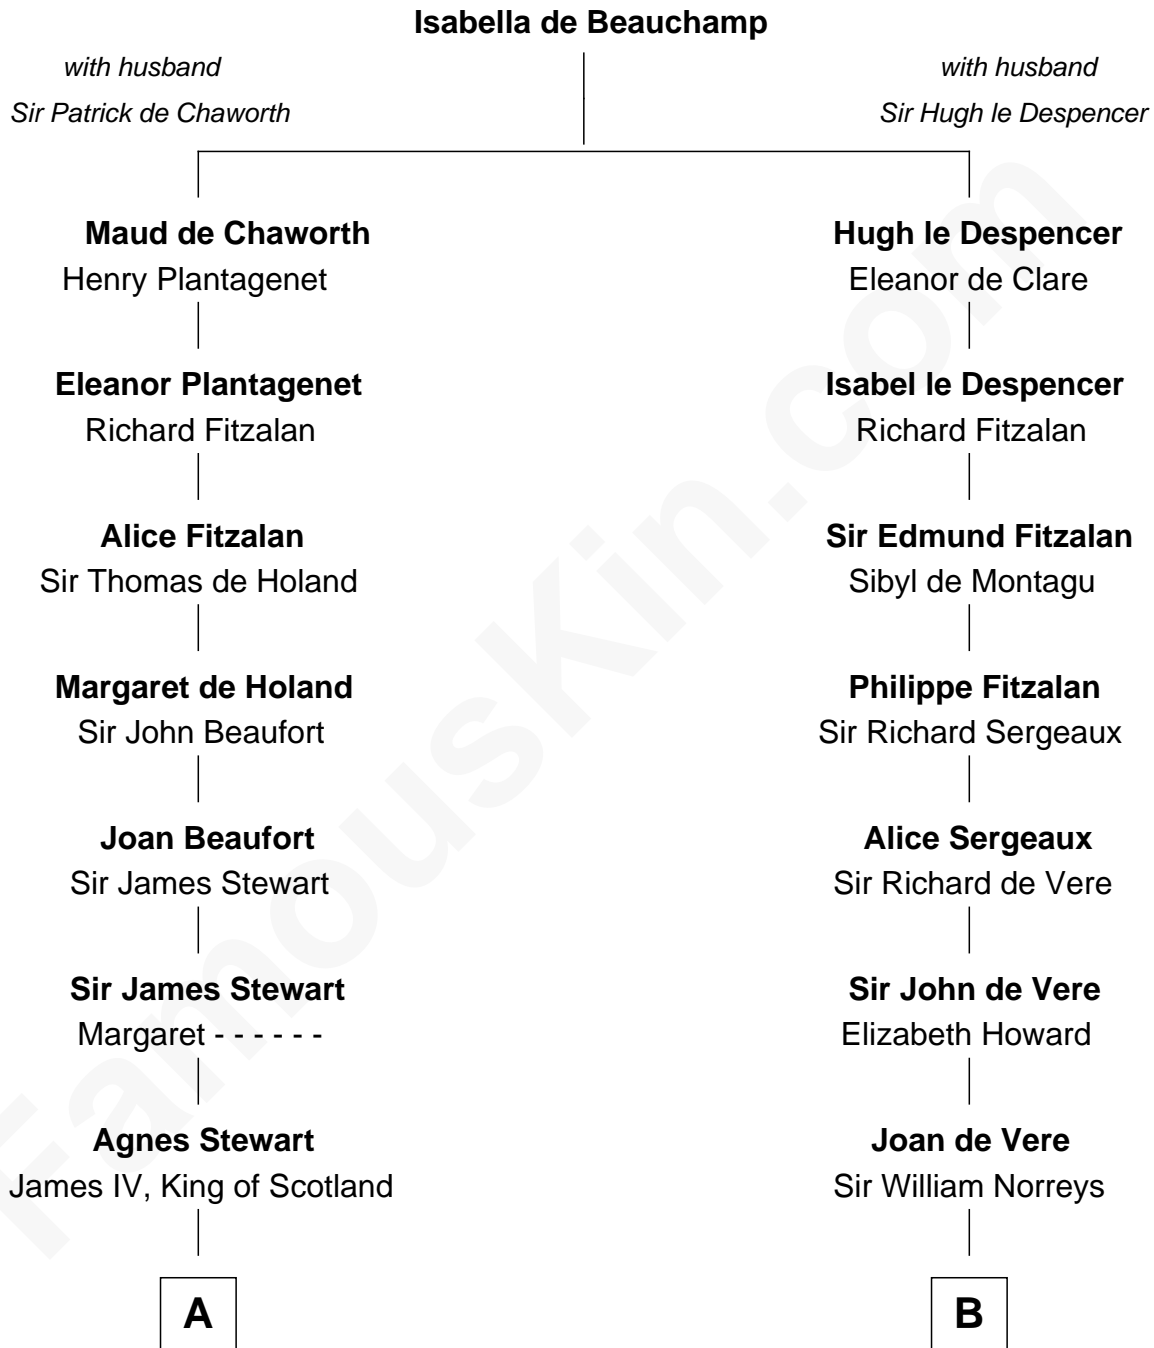 Isabella de Beauchamp
with husband
Sir Patrick de Chaworth
with husband
Sir Hugh le Despencer
Maud de Chaworth
Henry Plantagenet
Hugh le Despencer
Eleanor de Clare
Eleanor Plantagenet
Richard Fitzalan
Isabel le Despencer
Richard Fitzalan
Alice Fitzalan
Sir Thomas de Holand
Sir Edmund Fitzalan
Sibyl de Montagu
Margaret de Holand
Sir John Beaufort
Philippe Fitzalan
Sir Richard Sergeaux
Joan Beaufort
Sir James Stewart
Alice Sergeaux
Sir Richard de Vere
Sir James Stewart
Margaret - - - - - -
Sir John de Vere
Elizabeth Howard
Agnes Stewart
James IV, King of Scotland
Joan de Vere
Sir William Norreys
A
B
FamousKin.com